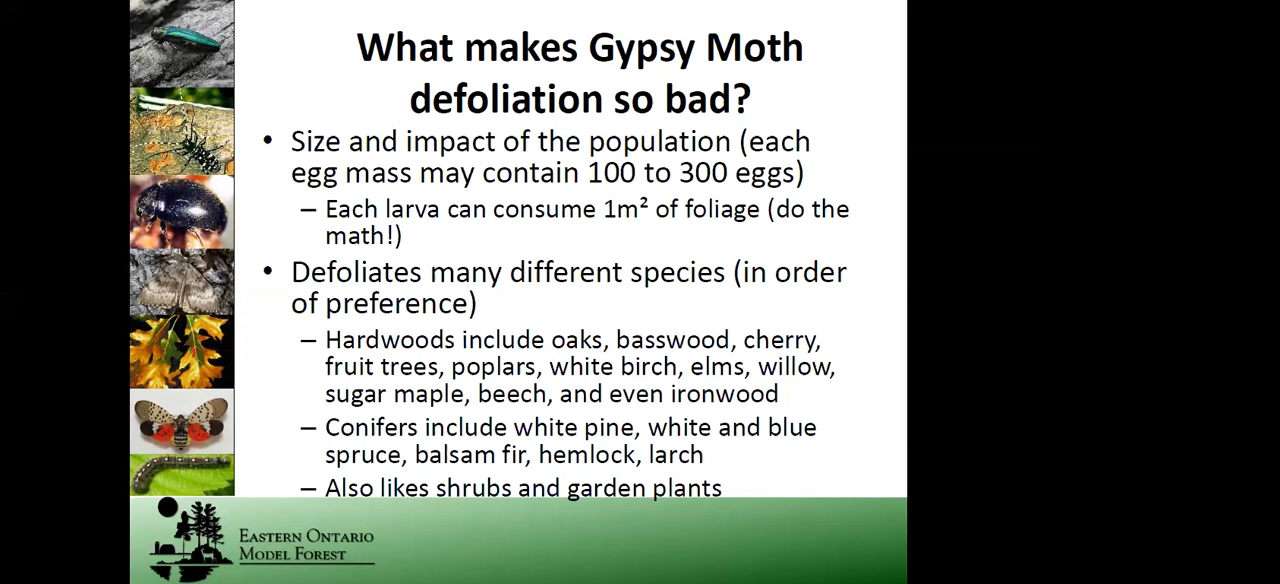 What makes Gypsy Moth
defoliation so bad?
• Size and impact of the population (each
egg mass may contain 100 to 300 eggs)
– Each larva can consume 1m² of foliage (do the
math!)
• Defoliates many different species (in order
of preference)
– Hardwoods include oaks, basswood, cherry,
fruit trees, poplars, white birch, elms, willow,
sugar maple, beech, and even ironwood
– Conifers include white pine, white and blue
spruce, balsam fir, hemlock, larch
– Also likes shrubs and garden plants
EASTERN ONTARIO
MODEL FOREST